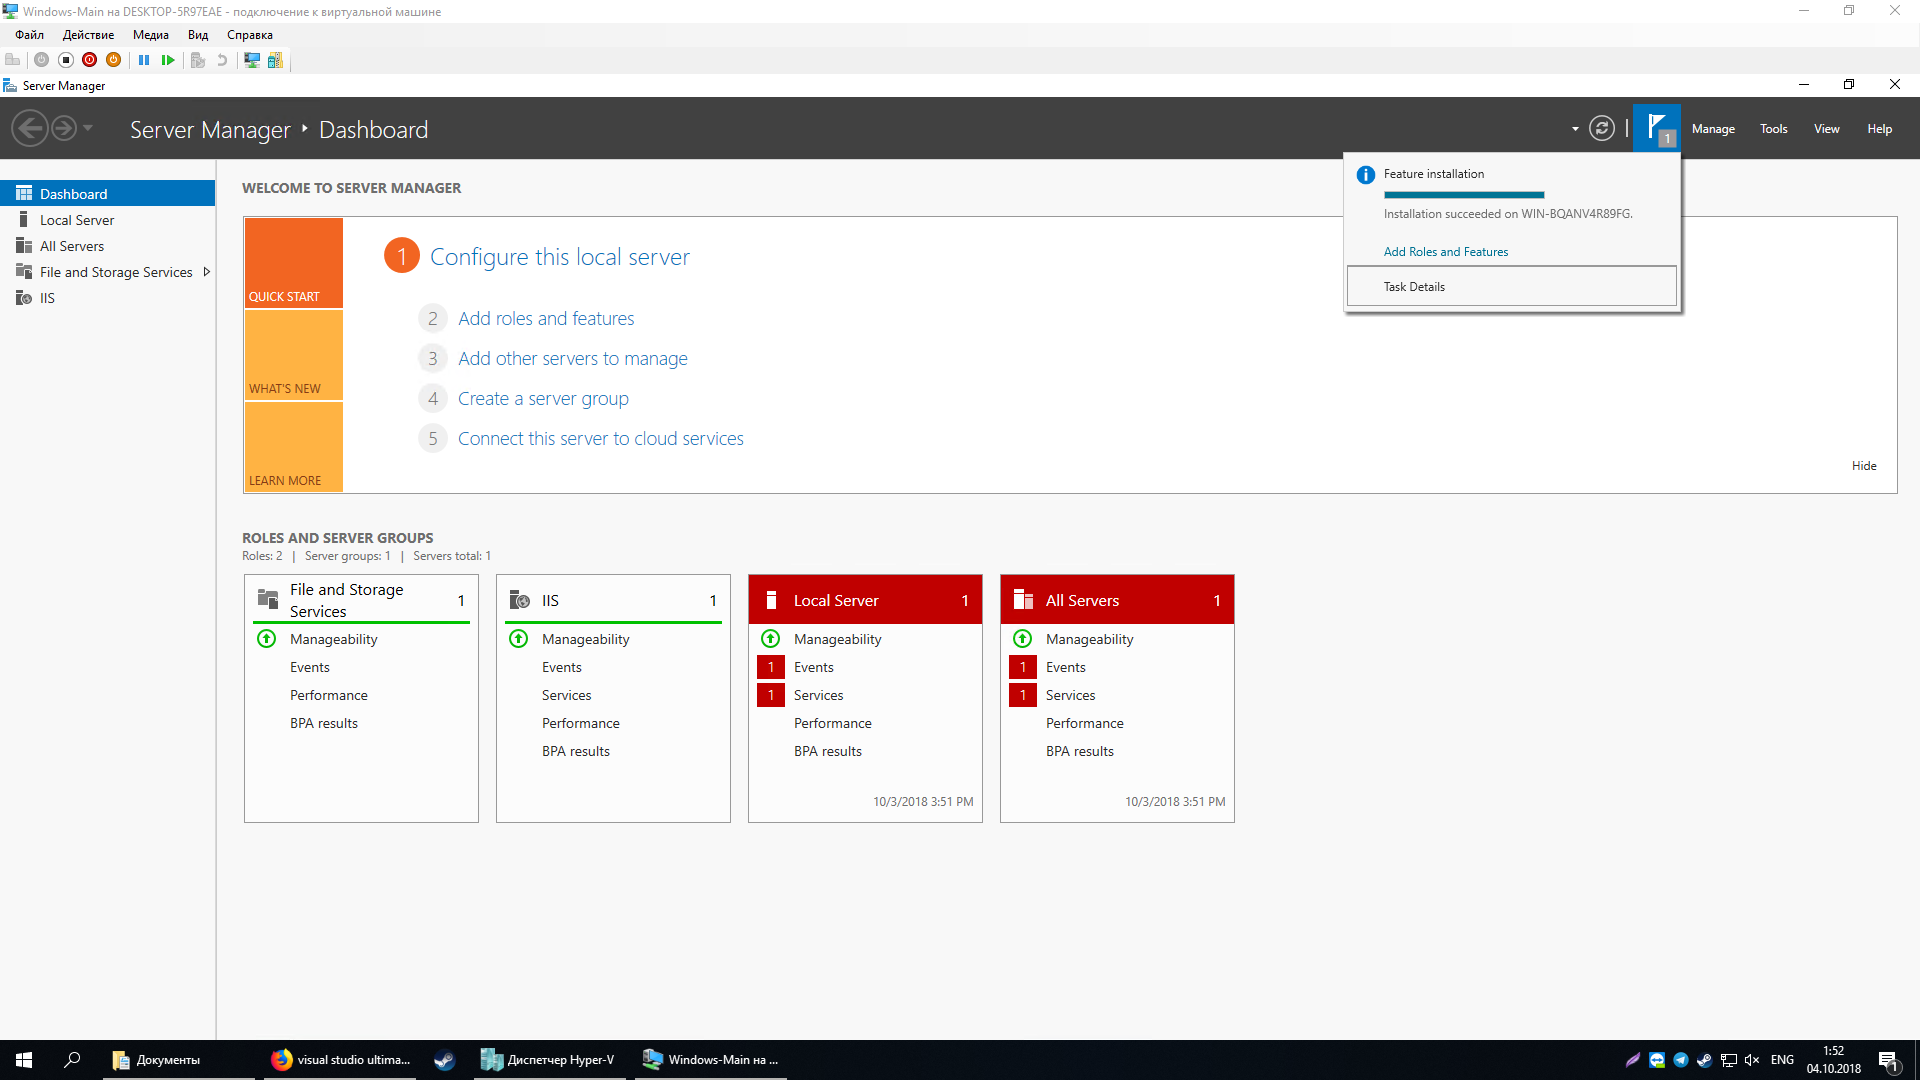 Windows-Main на DESKTOP-5R97EAE - подключение к виртуальной машине
Файл Действие Медиа Вид Справка
Server Manager
Server Manager Dashboard
1 Manage Tools View Help
Feature installation
Installation succeeded on WIN-BQANV4R89FG.
Add Roles and Features
Task Details
Dashboard
Local Server
All Servers
File and Storage Services
IIS
WELCOME TO SERVER MANAGER
QUICK START
WHAT'S NEW
LEARN MORE
1 Configure this local server
2 Add roles and features
3 Add other servers to manage
4 Create a server group
5 Connect this server to cloud services
Hide
ROLES AND SERVER GROUPS
Roles: 2 | Server groups: 1 | Servers total: 1
File and Storage
Services 1
Manageability
Events
Performance
BPA results
IIS 1
Manageability
Events
Services
Performance
BPA results
Local Server 1
Manageability
1 Events
1 Services
Performance
BPA results
10/3/2018 3:51 PM
All Servers 1
Manageability
1 Events
1 Services
Performance
BPA results
10/3/2018 3:51 PM
Документы
visual studio ultima...
Диспетчер Hyper-V
Windows-Main на ...
ENG
1:52
04.10.2018
1